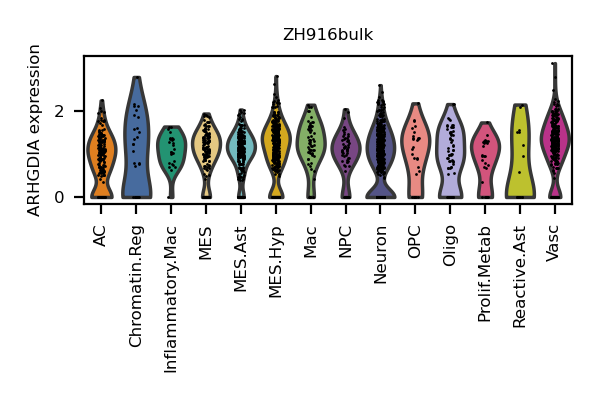 ZH916bulk
ARHGDIA expression
2
0
AC
Chromatin.Reg
Inflammatory.Mac
MES
MES.Ast
MES.Hyp
Mac
NPC
Neuron
OPC
Oligo
Prolif.Metab
Reactive.Ast
Vasc